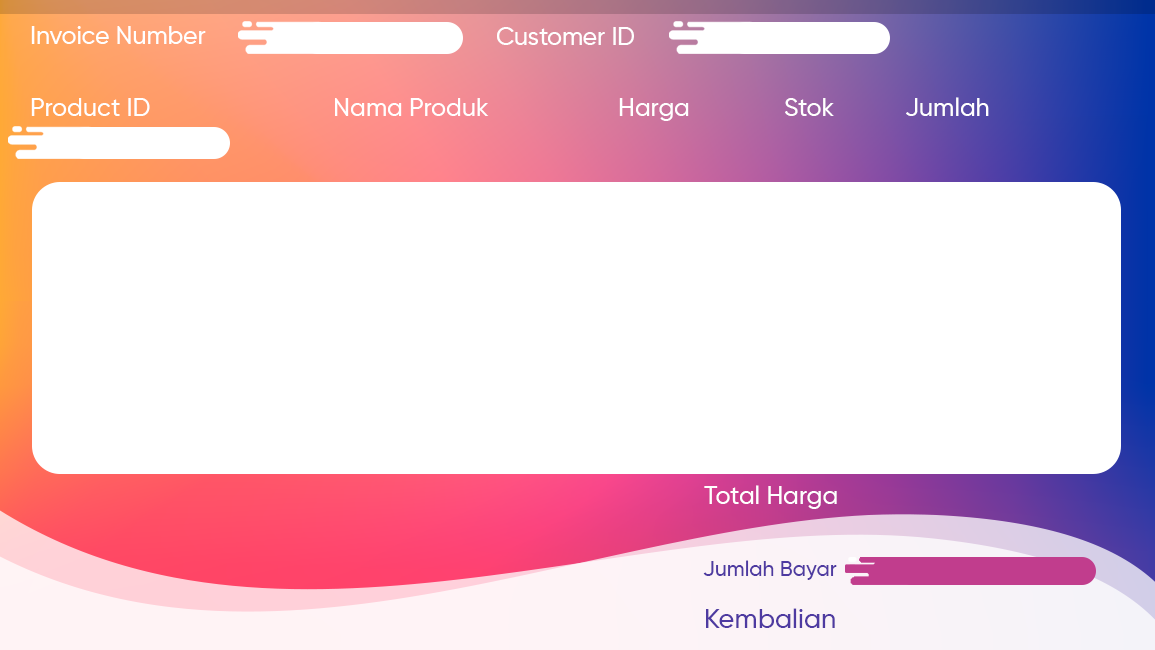 Invoice Number Customer ID
Product ID Nama Produk Harga Stok Jumlah
Total Harga
Jumlah Bayar
Kembalian